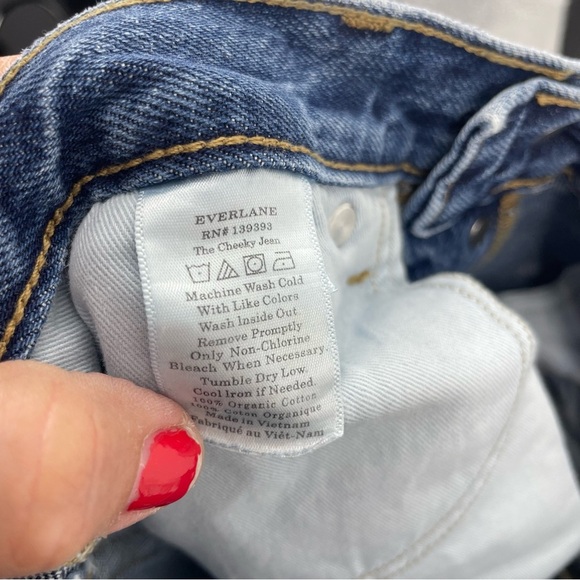 EVERLANE
RN# 139393
The Cheeky Jean
Machine Wash Cold
With Like Colors
Wash Inside Out
Remove Promptly
Only Non-Chlorine
Bleach When Necessary.
Tumble Dry Low.
Cool Iron if Needed.
100% Organic Cotton
100% Coton Organique
Made in Vietnam
Fabriqué au Viêt-Nam